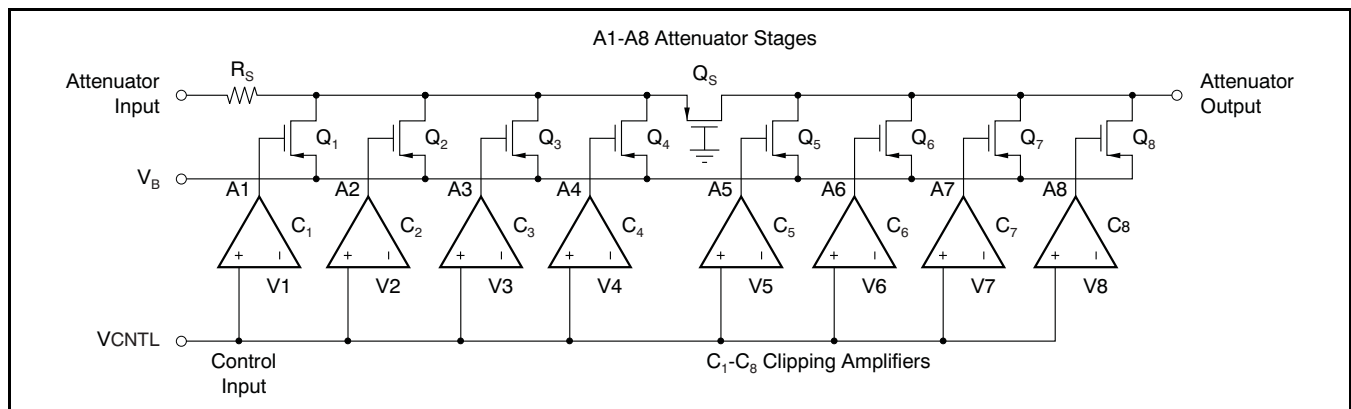 A1-A8 Attenuator Stages
Attenuator
Input
R_S
Q_S
Attenuator
Output
Q_1
Q_2
Q_3
Q_4
Q_5
Q_6
Q_7
Q_8
V_B
A1
A2
A3
A4
A5
A6
A7
A8
C_1
C_2
C_3
C_4
C_5
C_6
C_7
C_8
+ –
+ –
+ –
+ –
+ –
+ –
+ –
+ –
V1
V2
V3
V4
V5
V6
V7
V8
VCNTL
Control
Input
C_1-C_8 Clipping Amplifiers